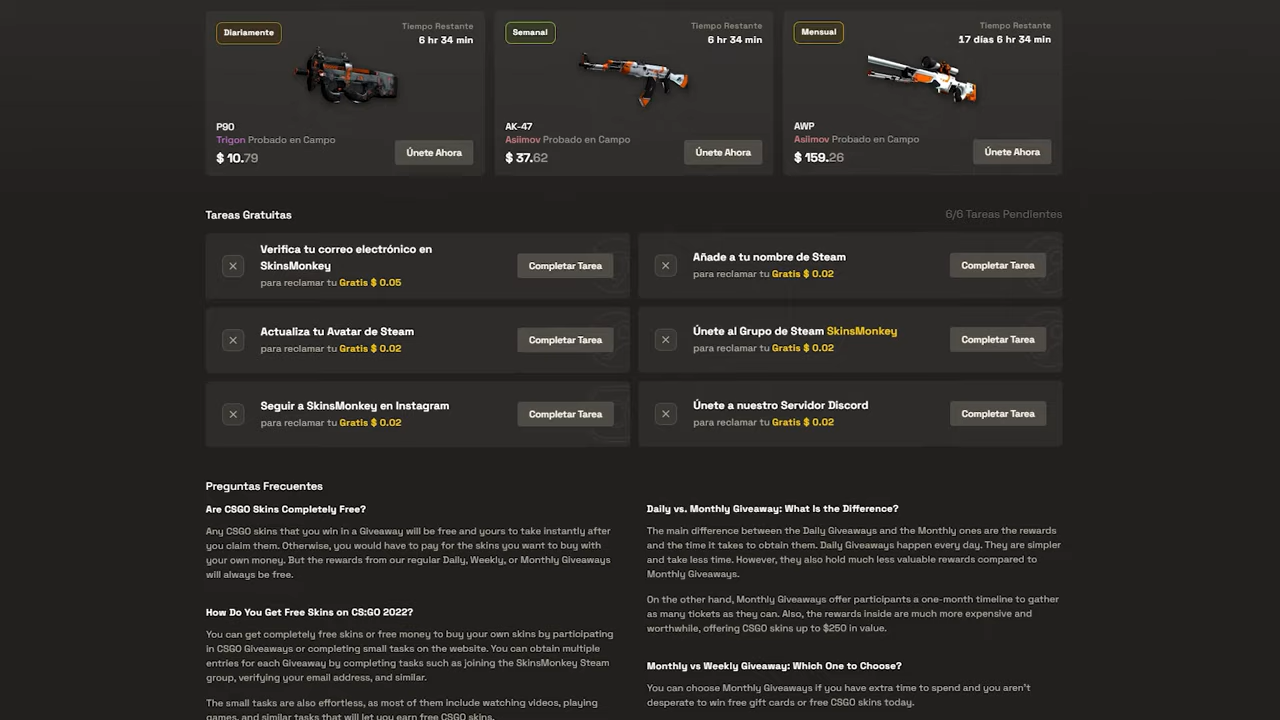 Diariamente
Tiempo Restante
6 hr 34 min
P90
Trigon Probado en Campo
$ 10.79
Únete Ahora
Semanal
Tiempo Restante
6 hr 34 min
AK-47
Asiimov Probado en Campo
$ 37.62
Únete Ahora
Mensual
Tiempo Restante
17 días 6 hr 34 min
AWP
Asiimov Probado en Campo
$ 159.26
Únete Ahora
Tareas Gratuitas
6/6 Tareas Pendientes
Verifica tu correo electrónico en
SkinsMonkey
para reclamar tu Gratis $ 0.05
Completar Tarea
Añade a tu nombre de Steam
para reclamar tu Gratis $ 0.02
Completar Tarea
Actualiza tu Avatar de Steam
para reclamar tu Gratis $ 0.02
Completar Tarea
Únete al Grupo de Steam SkinsMonkey
para reclamar tu Gratis $ 0.02
Completar Tarea
Seguir a SkinsMonkey en Instagram
para reclamar tu Gratis $ 0.02
Completar Tarea
Únete a nuestro Servidor Discord
para reclamar tu Gratis $ 0.02
Completar Tarea
Preguntas Frecuentes
Are CSGO Skins Completely Free?
Any CSGO skins that you win in a Giveaway will be free and yours to take instantly after
you claim them. Otherwise, you would have to pay for the skins you want to buy with
your own money. But the rewards from our regular Daily, Weekly, or Monthly Giveaways
will always be free.
How Do You Get Free Skins on CS:GO 2022?
You can get completely free skins or free money to buy your own skins by participating
in CSGO Giveaways or completing small tasks on the website. You can obtain multiple
entries for each Giveaway by completing tasks such as joining the SkinsMonkey Steam
group, verifying your email address, and similar.
The small tasks are also effortless, as most of them include watching videos, playing
games, and similar tasks that will let you earn free CSGO skins.
Daily vs. Monthly Giveaway: What Is the Difference?
The main difference between the Daily Giveaways and the Monthly ones are the rewards
and the time it takes to obtain them. Daily Giveaways happen every day. They are simpler
and take less time. However, they also hold much less valuable rewards compared to
Monthly Giveaways.
On the other hand, Monthly Giveaways offer participants a one-month timeline to gather
as many tickets as they can. Also, the rewards inside are much more expensive and
worthwhile, offering CSGO skins up to $250 in value.
Monthly vs Weekly Giveaway: Which One to Choose?
You can choose Monthly Giveaways if you have extra time to spend and you aren't
desperate to win free gift cards or free CSGO skins today.